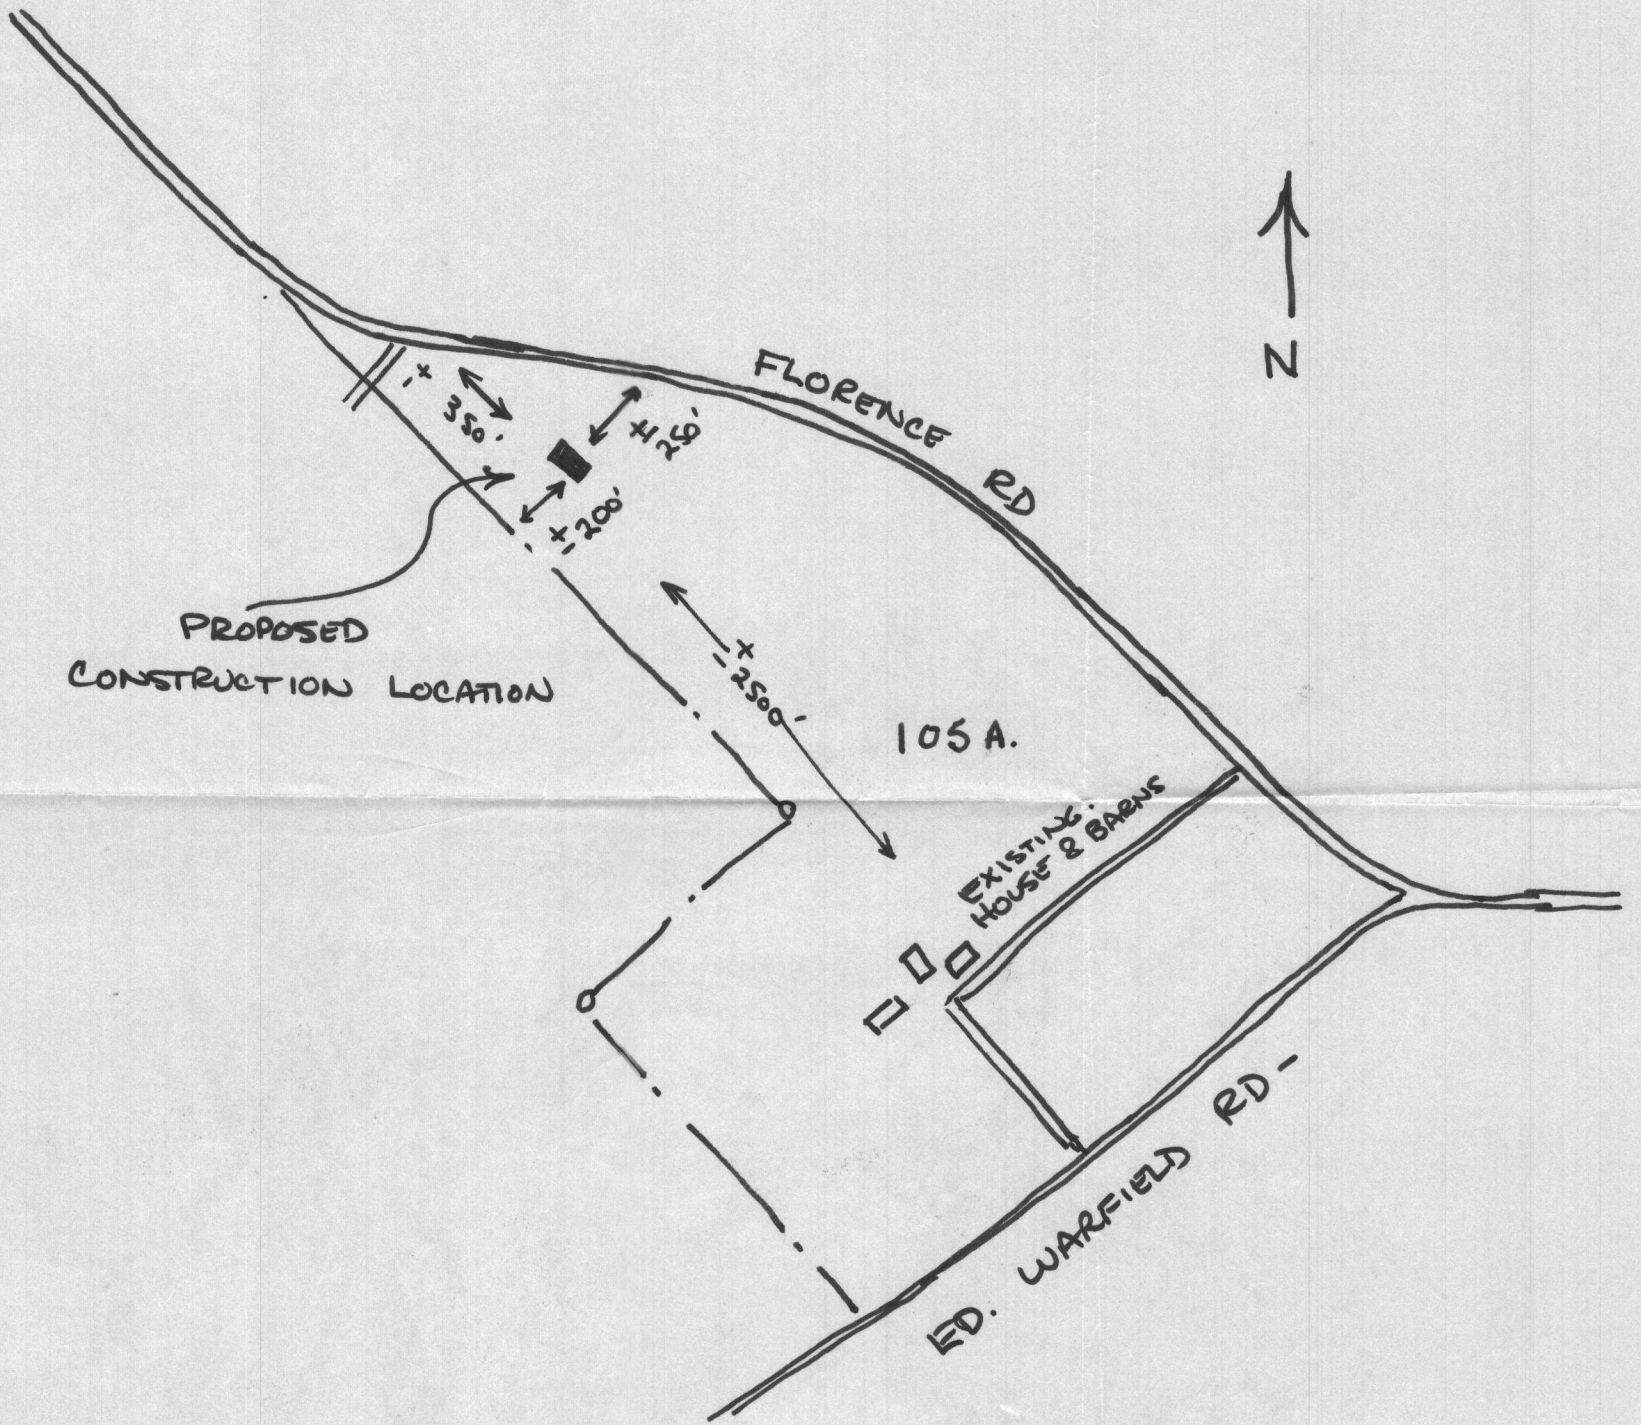 N
FLORENCE RD
± 350'
± 250'
± 200'
PROPOSED
CONSTRUCTION LOCATION
± 2500'
105 A.
EXISTING.
HOUSE & BARNS
ED. WARFIELD RD-